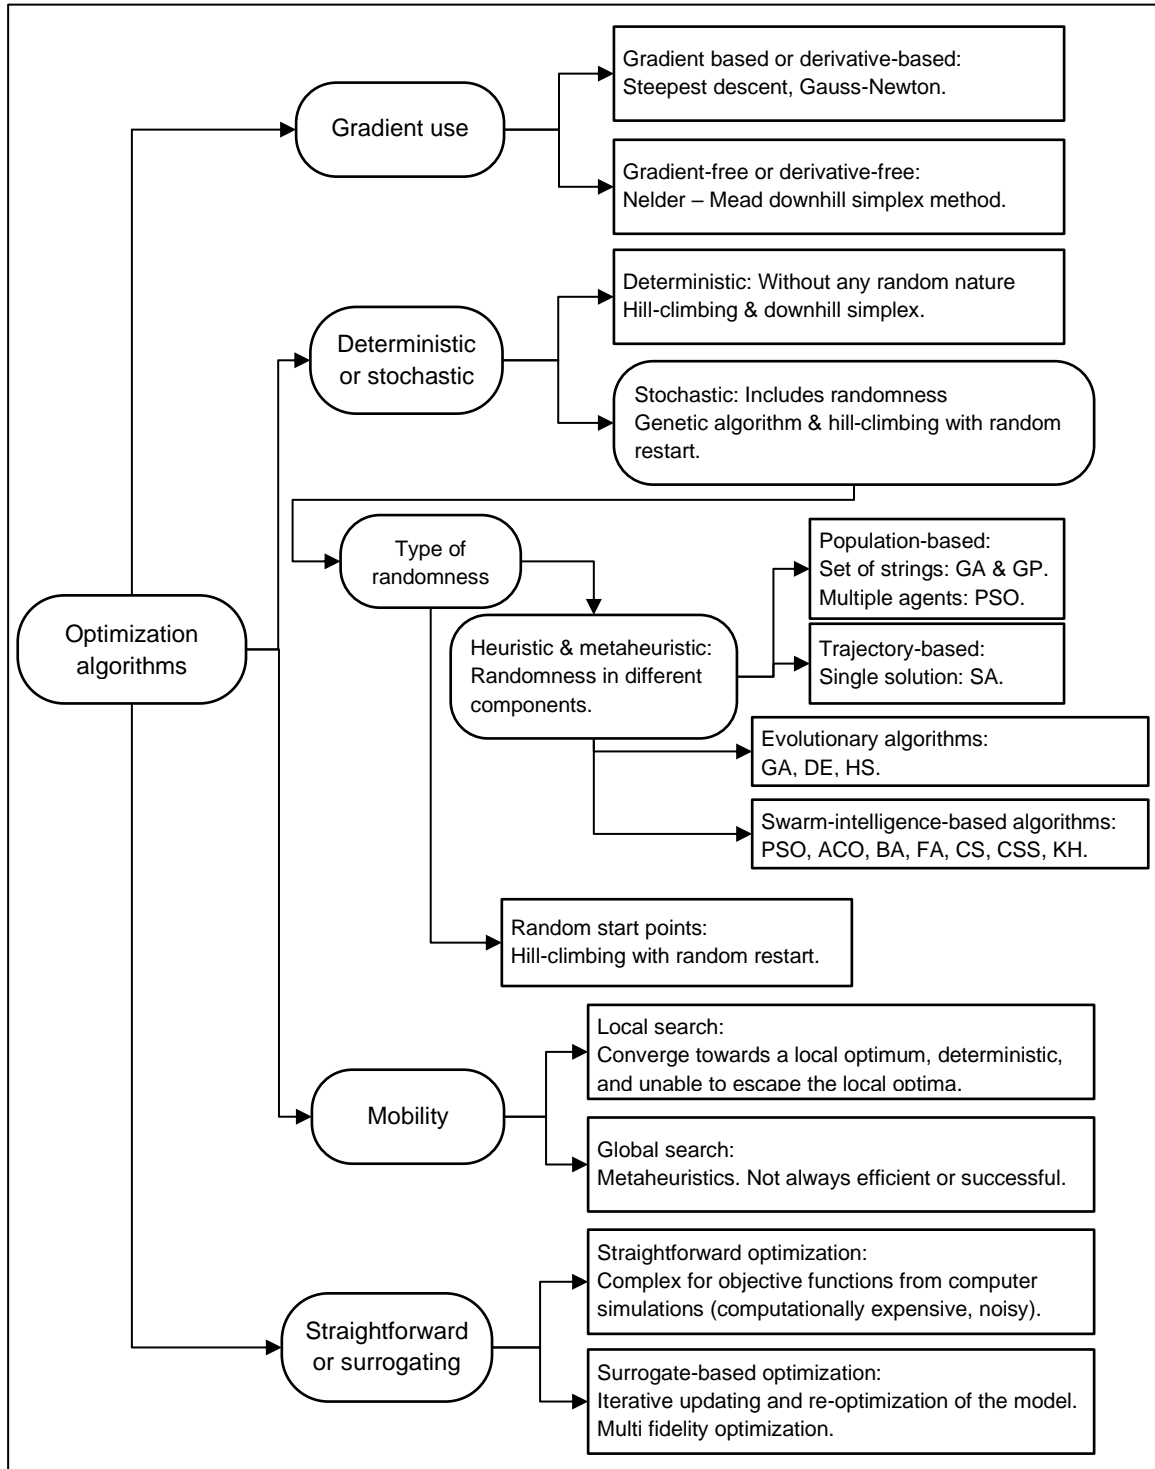 Gradient based or derivative-based:
Steepest descent, Gauss-Newton.
Gradient use
Gradient-free or derivative-free:
Nelder – Mead downhill simplex method.
Deterministic: Without any random nature
Hill-climbing & downhill simplex.
Deterministic
or stochastic
Stochastic: Includes randomness
Genetic algorithm & hill-climbing with random
restart.
Type of
randomness
Population-based:
Set of strings: GA & GP.
Multiple agents: PSO.
Optimization
algorithms
Heuristic & metaheuristic:
Randomness in different
components.
Trajectory-based:
Single solution: SA.
Evolutionary algorithms:
GA, DE, HS.
Swarm-intelligence-based algorithms:
PSO, ACO, BA, FA, CS, CSS, KH.
Random start points:
Hill-climbing with random restart.
Local search:
Converge towards a local optimum, deterministic,
and unable to escape the local optima.
Mobility
Global search:
Metaheuristics. Not always efficient or successful.
Straightforward optimization:
Complex for objective functions from computer
simulations (computationally expensive, noisy).
Straightforward
or surrogating
Surrogate-based optimization:
Iterative updating and re-optimization of the model.
Multi fidelity optimization.